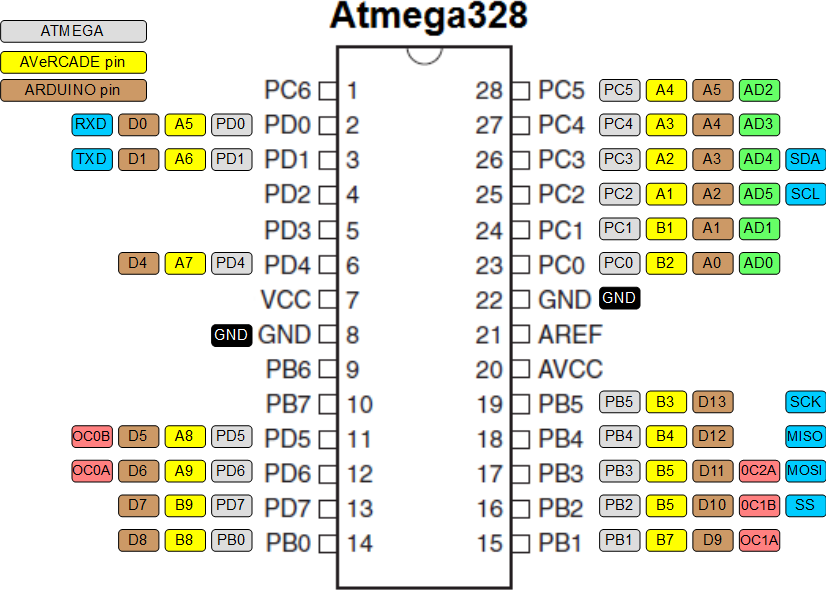 Atmega328
ATMEGA
AVeRCADE pin
ARDUINO pin
PC6 1 28 PC5 PC5 A4 A5 AD2
RXD D0 A5 PD0 PD0 2 27 PC4 PC4 A3 A4 AD3
TXD D1 A6 PD1 PD1 3 26 PC3 PC3 A2 A3 AD4 SDA
PD2 4 25 PC2 PC2 A1 A2 AD5 SCL
PD3 5 24 PC1 PC1 B1 A1 AD1
D4 A7 PD4 PD4 6 23 PC0 PC0 B2 A0 AD0
VCC 7 22 GND GND
GND GND 8 21 AREF
PB6 9 20 AVCC
PB7 10 19 PB5 PB5 B3 D13 SCK
OC0B D5 A8 PD5 PD5 11 18 PB4 PB4 B4 D12 MISO
OC0A D6 A9 PD6 PD6 12 17 PB3 PB3 B5 D11 0C2A MOSI
D7 B9 PD7 PD7 13 16 PB2 PB2 B5 D10 0C1B SS
D8 B8 PB0 PB0 14 15 PB1 PB1 B7 D9 OC1A